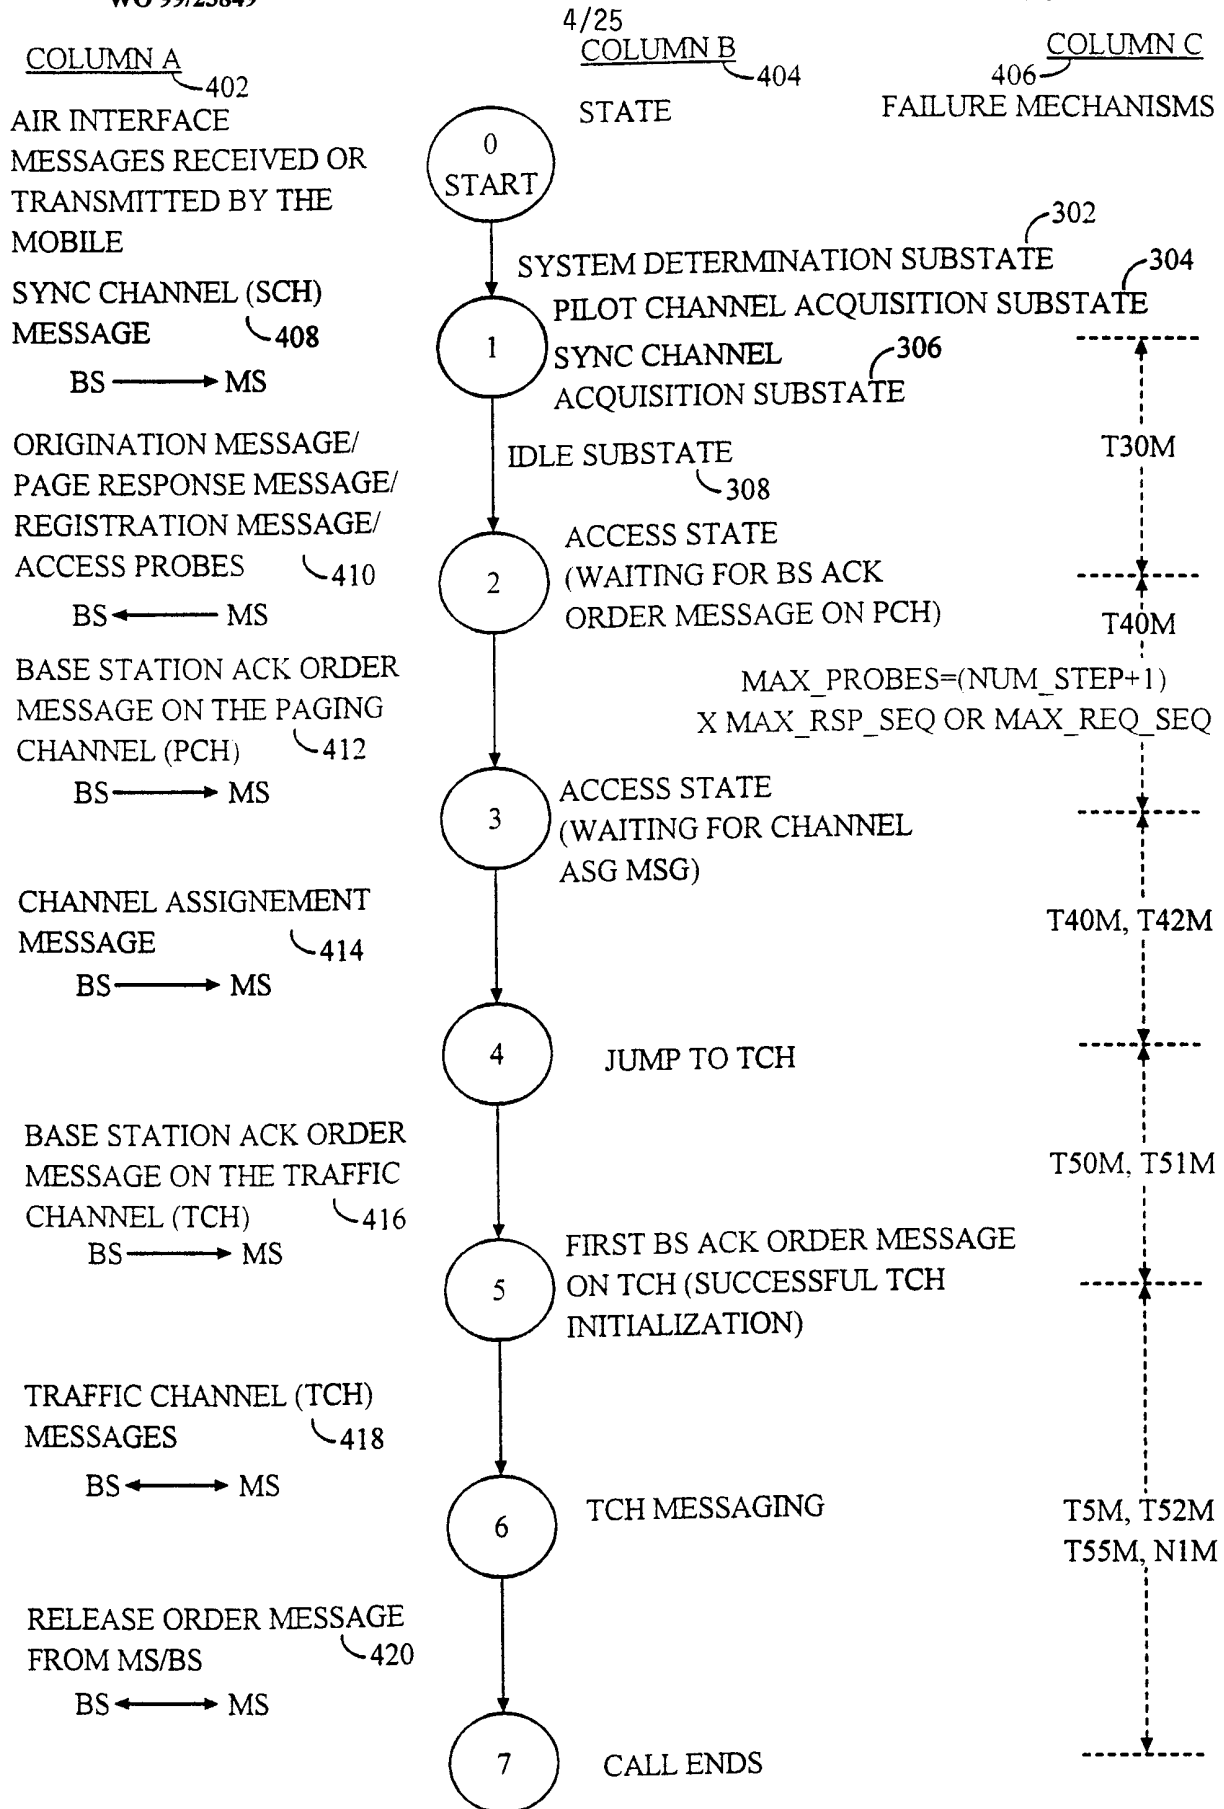 4/25
COLUMN A
402
AIR INTERFACE
MESSAGES RECEIVED OR
TRANSMITTED BY THE
MOBILE
SYNC CHANNEL (SCH)
MESSAGE 408
BS MS
ORIGINATION MESSAGE/
PAGE RESPONSE MESSAGE/
REGISTRATION MESSAGE/
ACCESS PROBES 410
BS MS
BASE STATION ACK ORDER
MESSAGE ON THE PAGING
CHANNEL (PCH) 412
BS MS
CHANNEL ASSIGNEMENT
MESSAGE 414
BS MS
BASE STATION ACK ORDER
MESSAGE ON THE TRAFFIC
CHANNEL (TCH) 416
BS MS
TRAFFIC CHANNEL (TCH)
MESSAGES 418
BS MS
RELEASE ORDER MESSAGE
FROM MS/BS 420
BS MS
COLUMN B
404
STATE
0
START
302
SYSTEM DETERMINATION SUBSTATE
304
PILOT CHANNEL ACQUISITION SUBSTATE
1
SYNC CHANNEL 306
ACQUISITION SUBSTATE
IDLE SUBSTATE
308
2
ACCESS STATE
(WAITING FOR BS ACK
ORDER MESSAGE ON PCH)
3
ACCESS STATE
(WAITING FOR CHANNEL
ASG MSG)
4
JUMP TO TCH
5
FIRST BS ACK ORDER MESSAGE
ON TCH (SUCCESSFUL TCH
INITIALIZATION)
6
TCH MESSAGING
7
CALL ENDS
COLUMN C
406
FAILURE MECHANISMS
T30M
T40M
MAX_PROBES=(NUM_STEP+1)
X MAX_RSP_SEQ OR MAX_REQ_SEQ
T40M, T42M
T50M, T51M
T5M, T52M
T55M, N1M